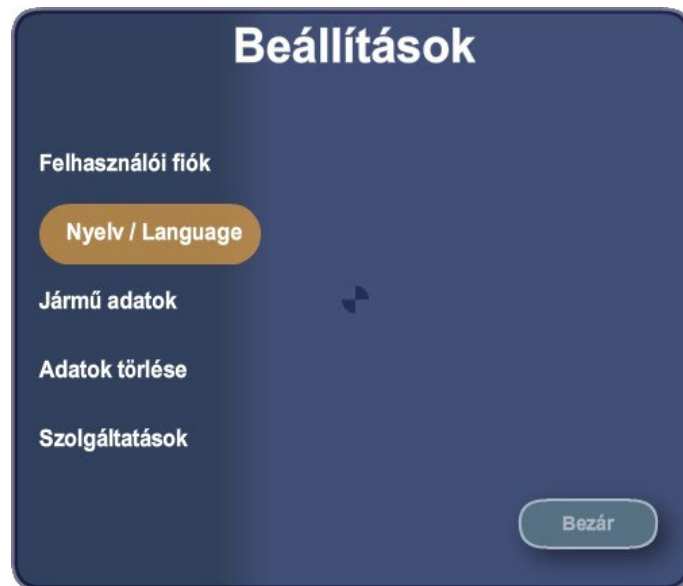 Beállítások
Felhasználói fiók
Nyelv / Language
Jármű adatok
Adatok törlése
Szolgáltatások
Bezár